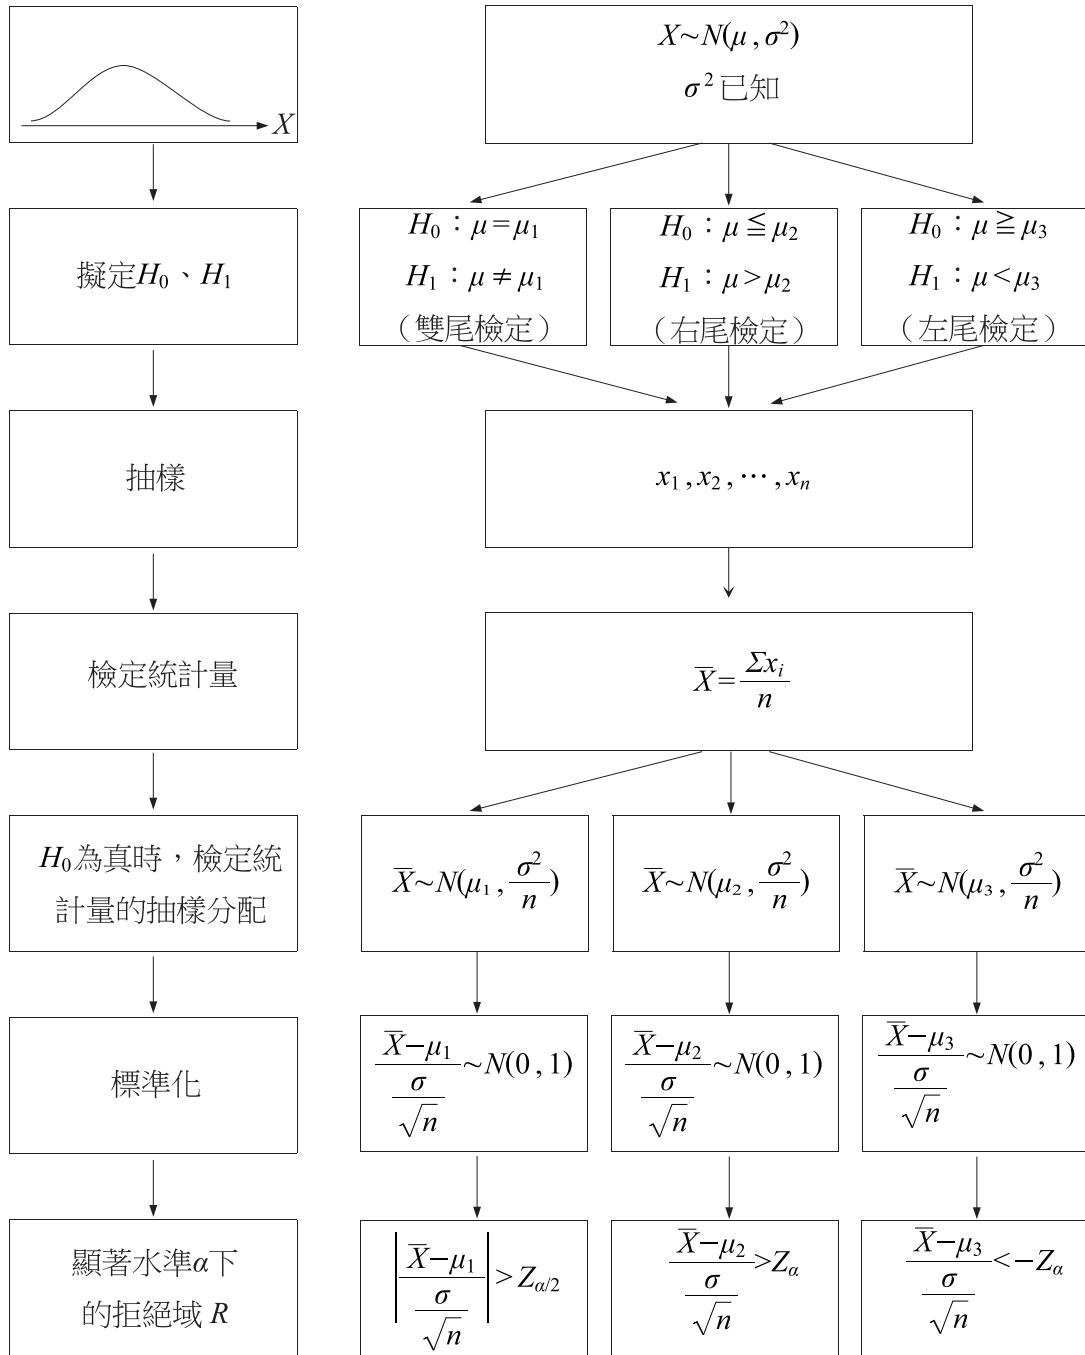 X
X~N(μ , σ²)
σ² 已知
擬定H₀、H₁
H₀：μ=μ₁
H₁：μ ≠ μ₁
（雙尾檢定）
H₀：μ ≦ μ₂
H₁：μ>μ₂
（右尾檢定）
H₀：μ ≧ μ₃
H₁：μ<μ₃
（左尾檢定）
抽樣
x₁ , x₂ , ⋯ , xₙ
檢定統計量
X̅=Σxᵢ/n
H₀為真時，檢定統
計量的抽樣分配
X̅~N(μ₁ , σ²/n)
X̅~N(μ₂ , σ²/n)
X̅~N(μ₃ , σ²/n)
標準化
(X̅−μ₁)/(σ/√n)~N(0 , 1)
(X̅−μ₂)/(σ/√n)~N(0 , 1)
(X̅−μ₃)/(σ/√n)~N(0 , 1)
顯著水準α下
的拒絕域 R
|(X̅−μ₁)/(σ/√n)|>Z_{α/2}
(X̅−μ₂)/(σ/√n)>Z_α
(X̅−μ₃)/(σ/√n)<−Z_α